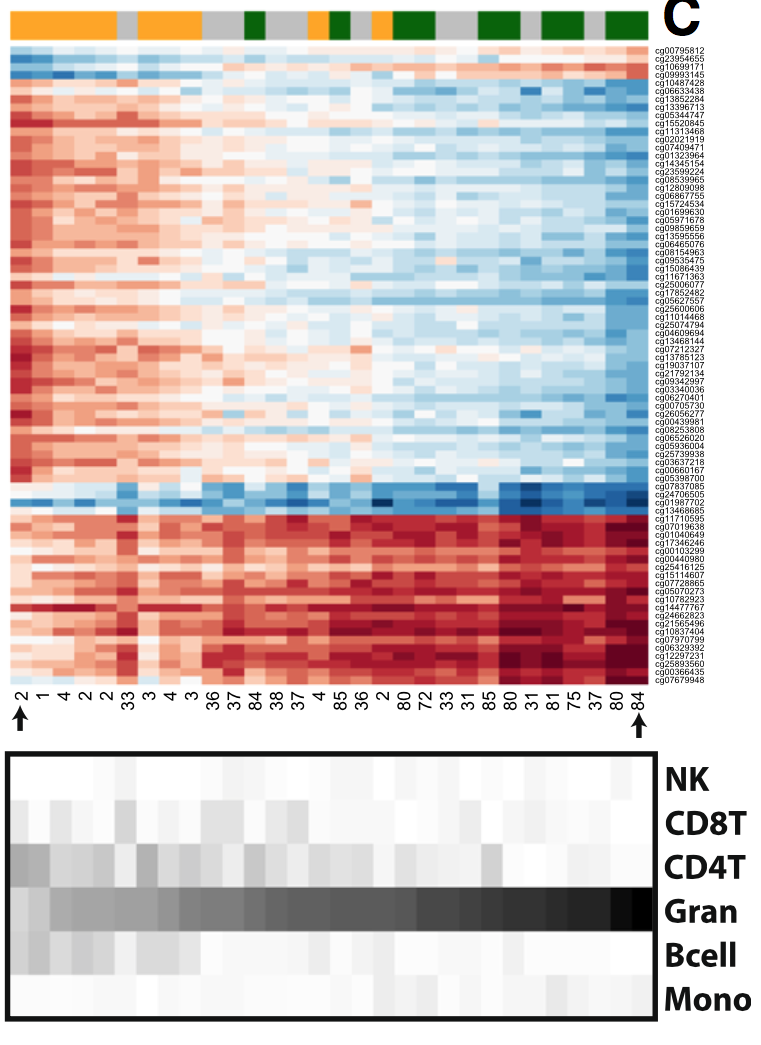 C
cg00795812
cg23954655
cg10699171
cg09993145
cg10487428
cg06633438
cg13852284
cg13396713
cg05344747
cg15520845
cg11313468
cg02021919
cg07409471
cg01323964
cg14345154
cg23599224
cg08539965
cg12809098
cg06867755
cg15724534
cg01699630
cg05971678
cg09859659
cg13595556
cg06465076
cg08154963
cg09535475
cg15086439
cg11671363
cg25006077
cg17852482
cg05627557
cg25600606
cg11014468
cg25074794
cg04609694
cg13468144
cg07212327
cg13785123
cg19037107
cg21792134
cg09342997
cg03340036
cg06270401
cg00705730
cg26056277
cg00439981
cg08253808
cg06526020
cg05936004
cg25739938
cg03637218
cg00660167
cg05398700
cg07837085
cg24706505
cg01987702
cg13468685
cg11710595
cg07019638
cg01040649
cg17346246
cg00103299
cg00440980
cg25416125
cg15114607
cg07728865
cg05070273
cg10782923
cg14477767
cg24662823
cg21565496
cg10837404
cg07970799
cg06329392
cg12297231
cg25893560
cg00366435
cg07679948
2 1 4 2 2 33 3 4 3 36 37 84 38 37 4 85 36 2 80 72 33 31 85 80 31 81 75 37 80 84
NK
CD8T
CD4T
Gran
Bcell
Mono